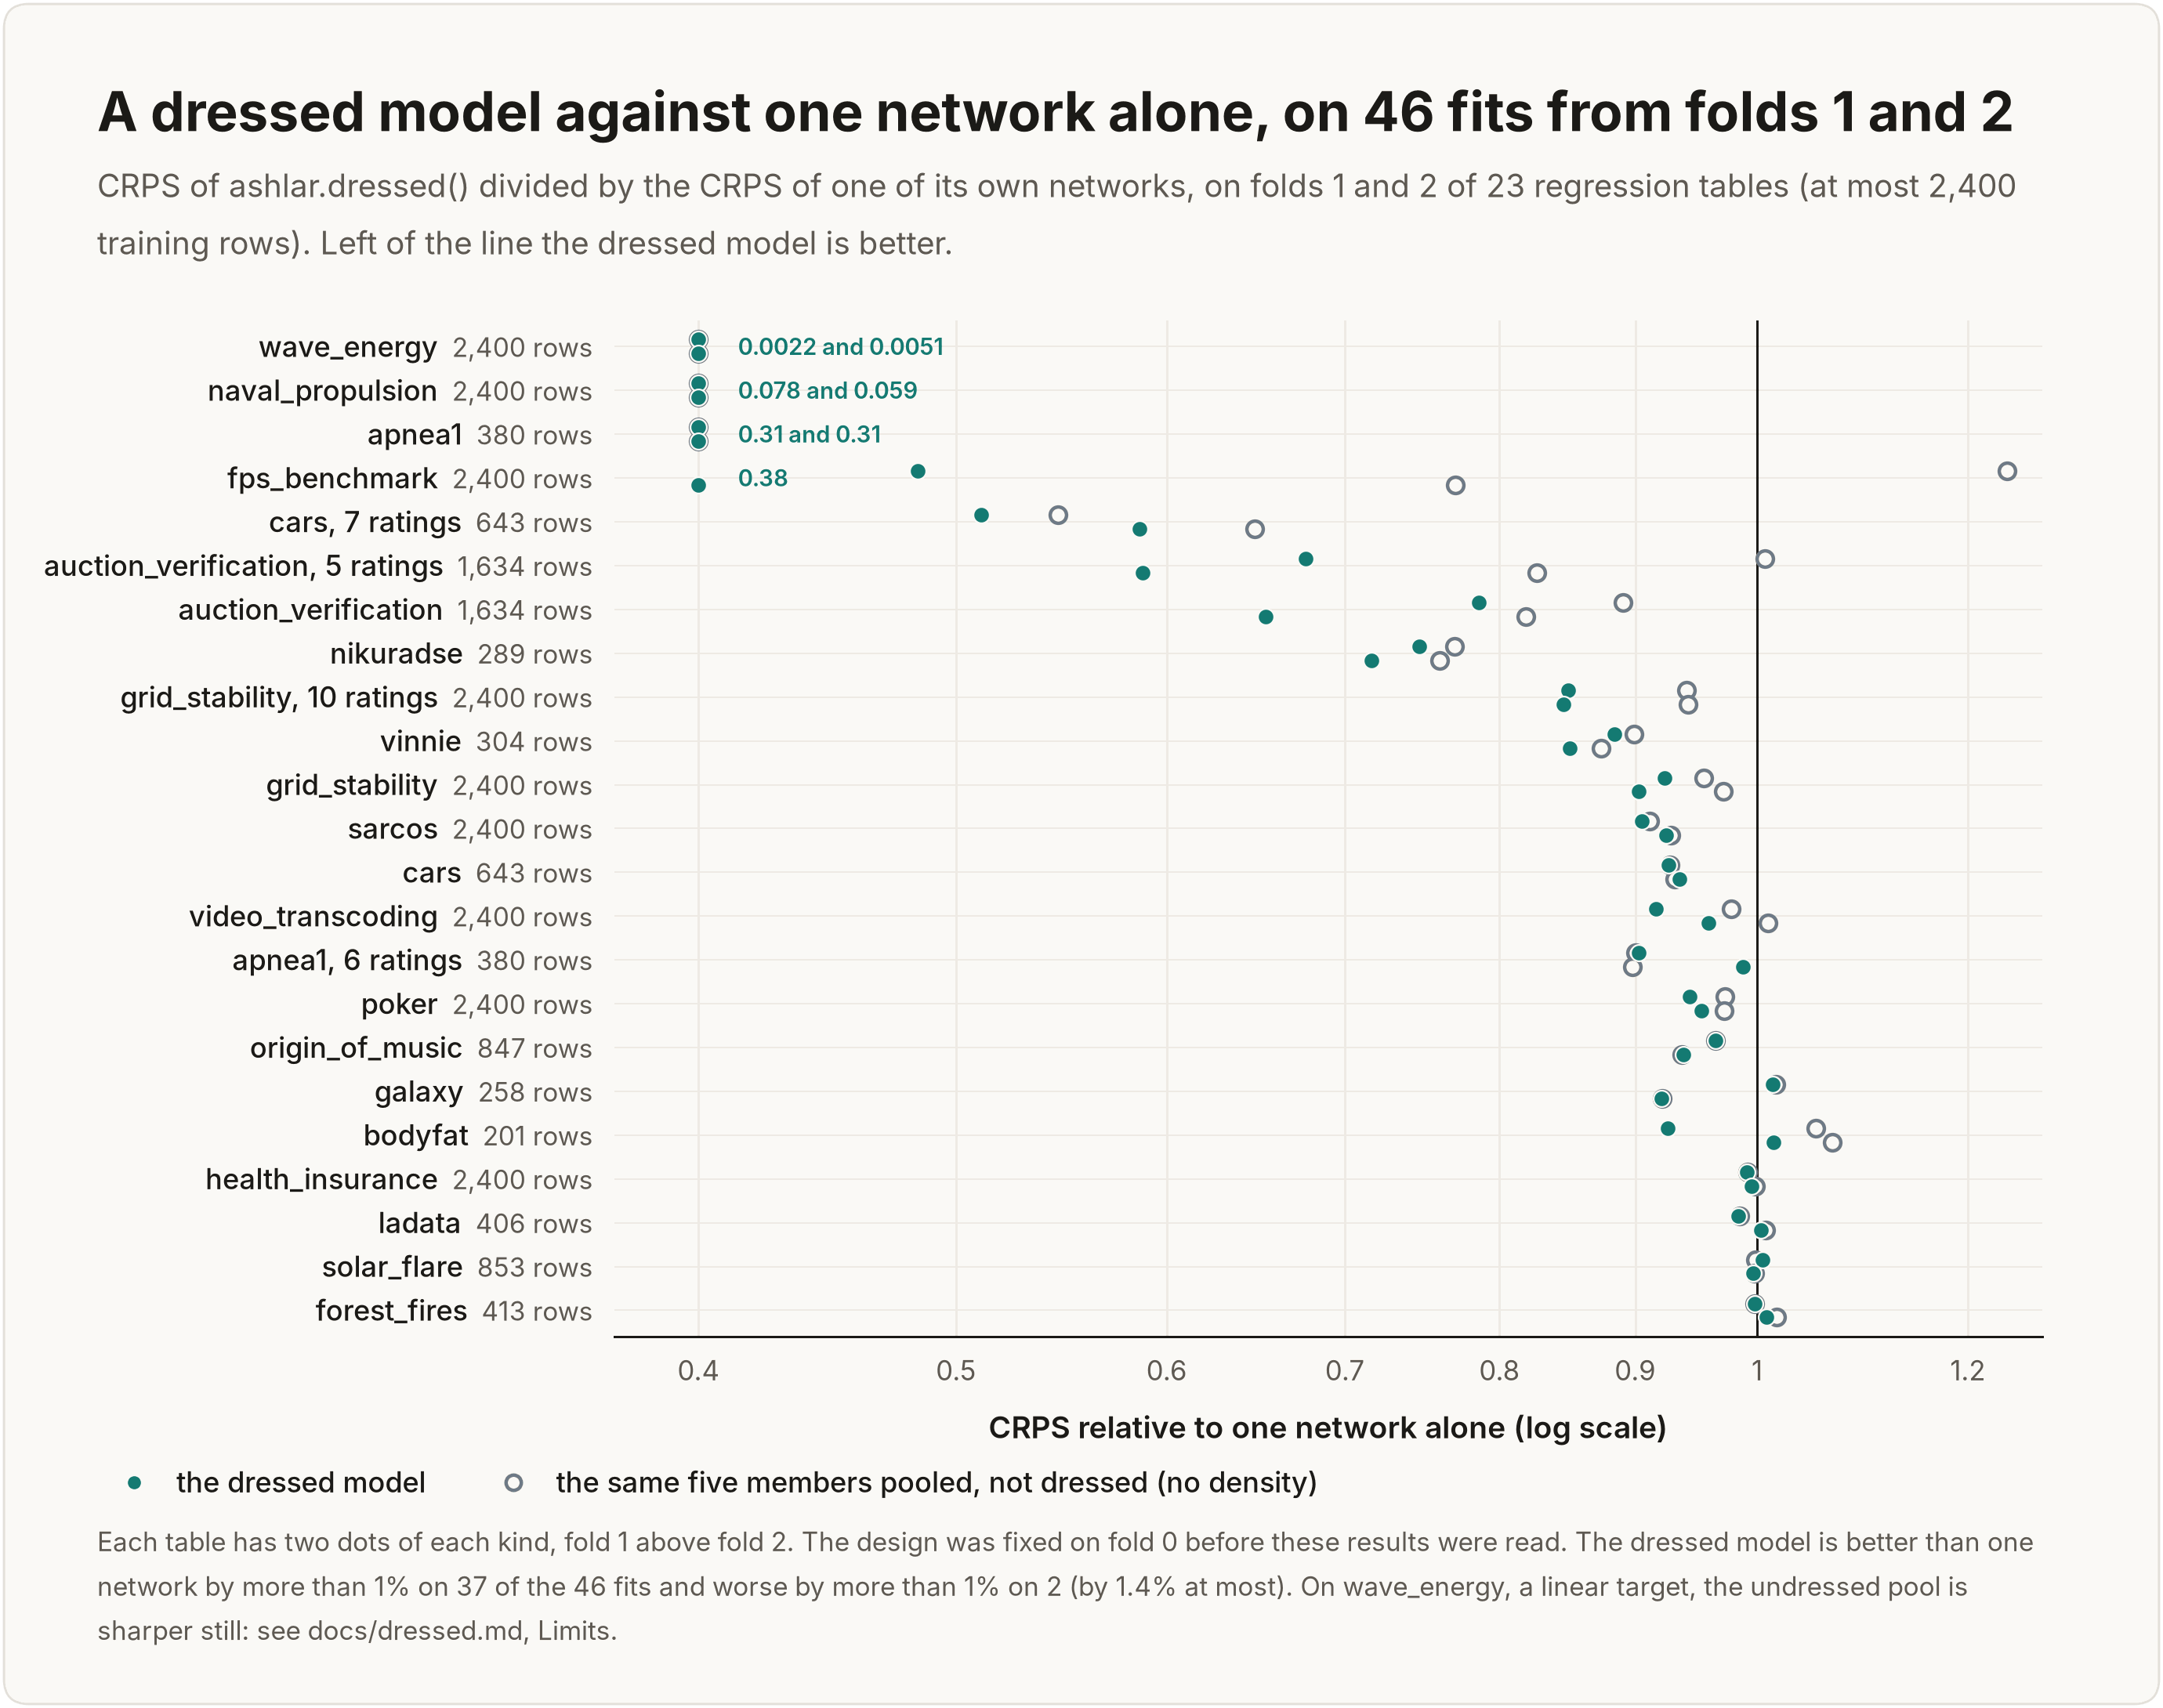 A dressed model against one network alone, on 46 fits from folds 1 and 2
CRPS of ashlar.dressed() divided by the CRPS of one of its own networks, on folds 1 and 2 of 23 regression tables (at most 2,400
training rows). Left of the line the dressed model is better.
wave_energy 2,400 rows 0.0022 and 0.0051
naval_propulsion 2,400 rows 0.078 and 0.059
apnea1 380 rows 0.31 and 0.31
fps_benchmark 2,400 rows 0.38
cars, 7 ratings 643 rows
auction_verification, 5 ratings 1,634 rows
auction_verification 1,634 rows
nikuradse 289 rows
grid_stability, 10 ratings 2,400 rows
vinnie 304 rows
grid_stability 2,400 rows
sarcos 2,400 rows
cars 643 rows
video_transcoding 2,400 rows
apnea1, 6 ratings 380 rows
poker 2,400 rows
origin_of_music 847 rows
galaxy 258 rows
bodyfat 201 rows
health_insurance 2,400 rows
ladata 406 rows
solar_flare 853 rows
forest_fires 413 rows
0.4 0.5 0.6 0.7 0.8 0.9 1 1.2
CRPS relative to one network alone (log scale)
the dressed model the same five members pooled, not dressed (no density)
Each table has two dots of each kind, fold 1 above fold 2. The design was fixed on fold 0 before these results were read. The dressed model is better than one
network by more than 1% on 37 of the 46 fits and worse by more than 1% on 2 (by 1.4% at most). On wave_energy, a linear target, the undressed pool is
sharper still: see docs/dressed.md, Limits.